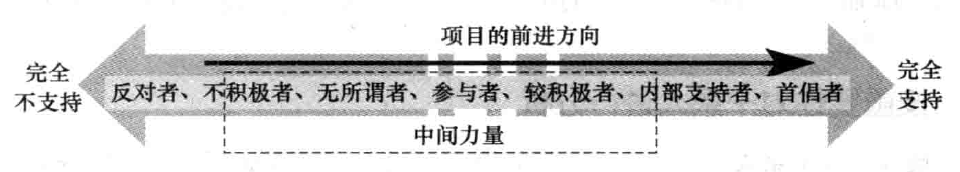 项目的前进方向
完全
不支持
反对者、不积极者、无所谓者、参与者、较积极者、内部支持者、首倡者
完全
支持
中间力量